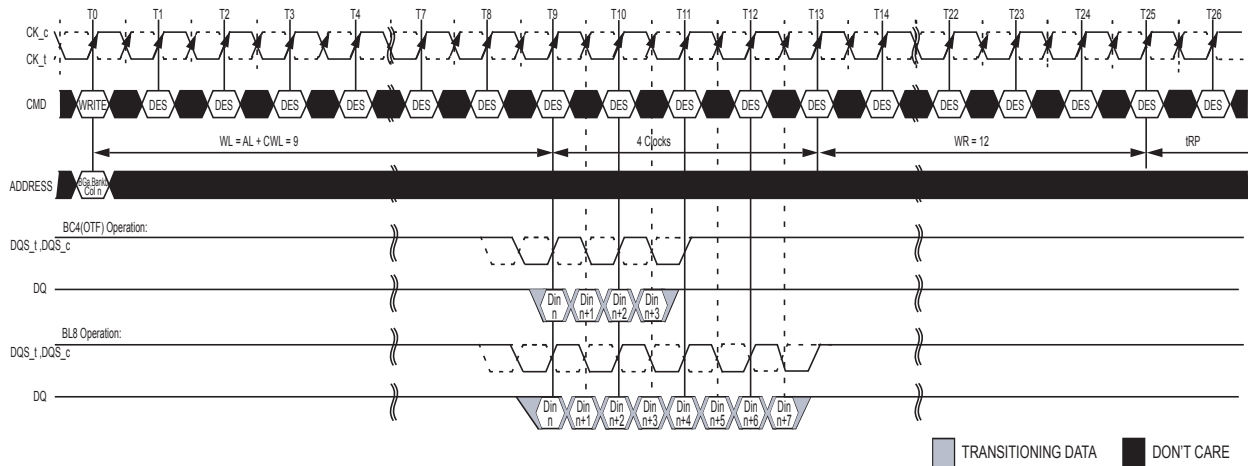 T0 T1 T2 T3 T4 T7 T8 T9 T10 T11 T12 T13 T14 T22 T23 T24 T25 T26
CK_c
CK_t
CMD WRITE DES DES DES DES DES DES DES DES DES DES DES DES DES DES DES DES DES
WL = AL + CWL = 9 4 Clocks WR = 12 tRP
ADDRESS BGa,Bankb
Col n
BC4(OTF) Operation:
DQS_t ,DQS_c
DQ Din n Din n+1 Din n+2 Din n+3
BL8 Operation:
DQS_t ,DQS_c
DQ Din n Din n+1 Din n+2 Din n+3 Din n+4 Din n+5 Din n+6 Din n+7
TRANSITIONING DATA DON'T CARE